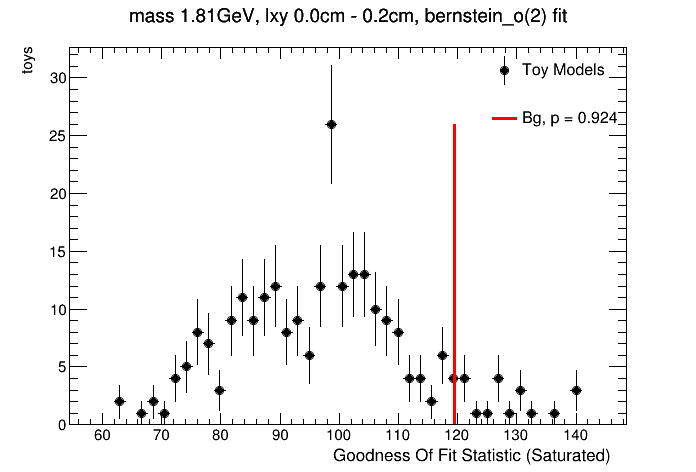 mass 1.81GeV, lxy 0.0cm - 0.2cm, bernstein_o(2) fit
toys
30
25
20
15
10
5
0
Toy Models
Bg, p = 0.924
60 70 80 90 100 110 120 130 140
Goodness Of Fit Statistic (Saturated)